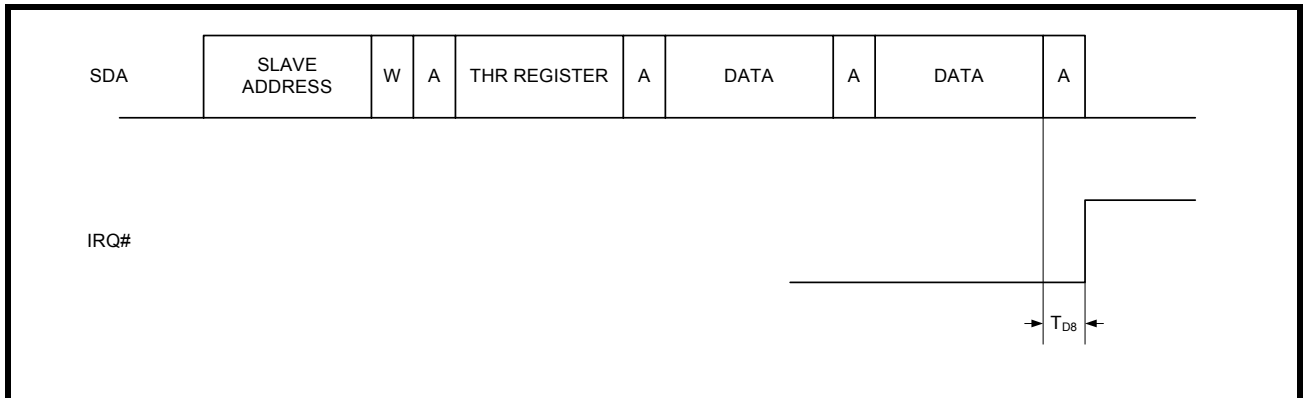 SDA
SLAVE
ADDRESS
W
A
THR REGISTER
A
DATA
A
DATA
A
IRQ#
TD8